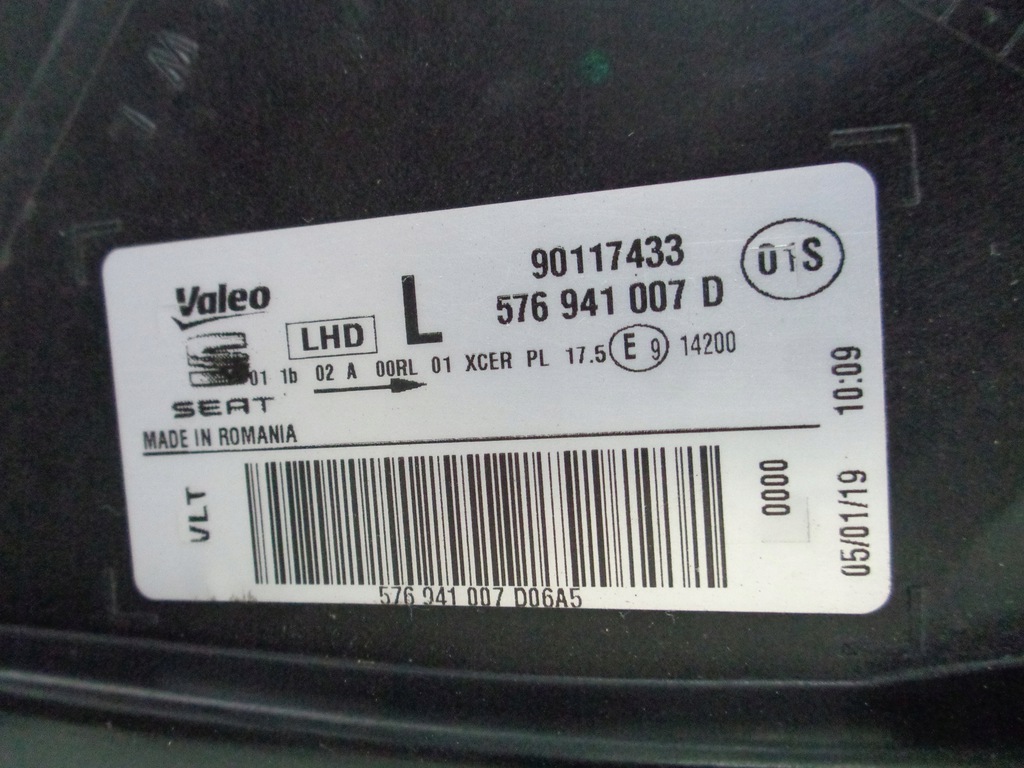 90117433
01S
Valeo
LHD
L
576 941 007 D
01 1b 02 A 00RL 01 XCER PL 17.5 E 9 14200
SEAT
MADE IN ROMANIA
10:09
VLT
0000
05/01/19
576 941 007 D06A5